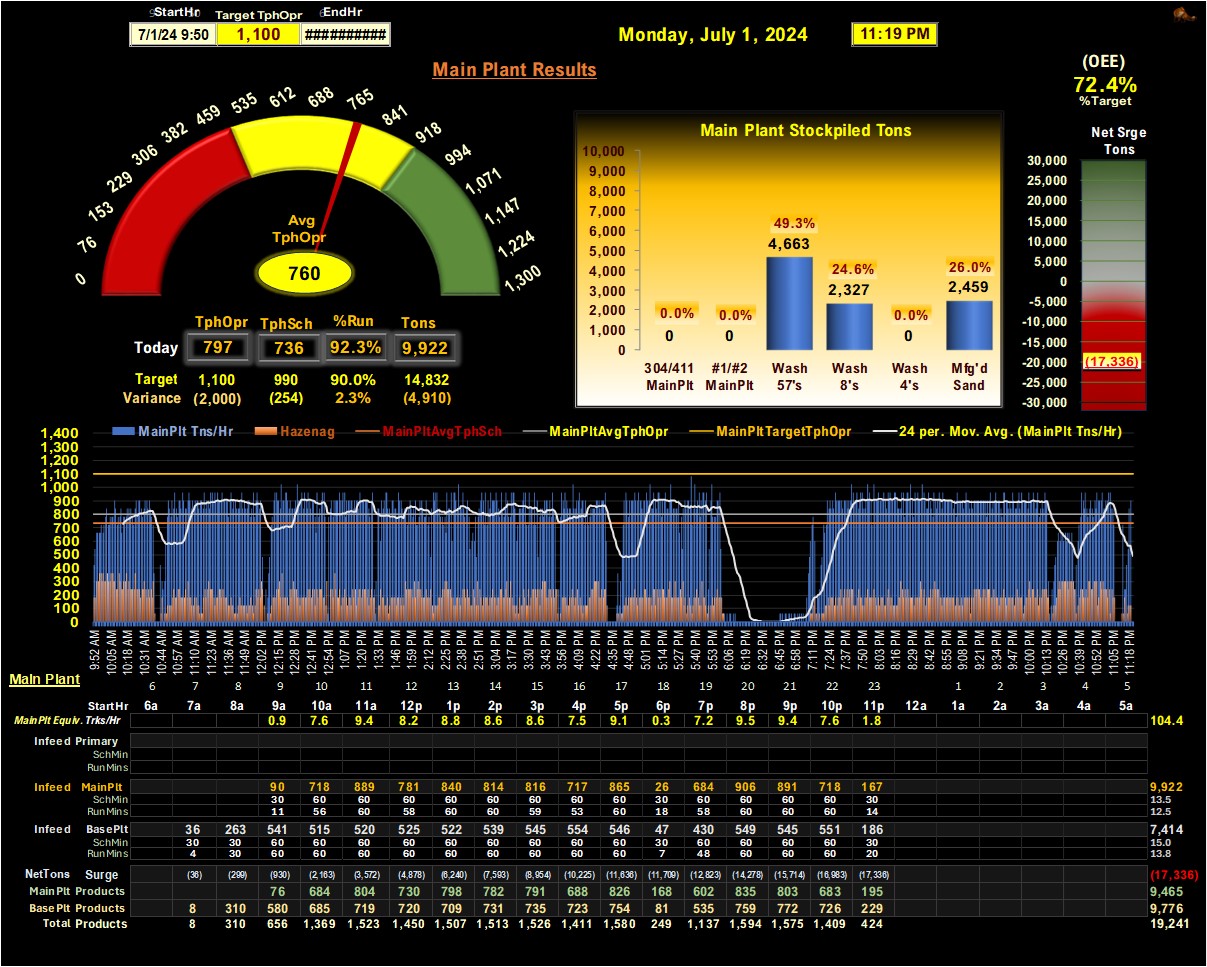 StartHr Target TphOpr EndHr
7/1/24 9:50 1,100 ##########
Monday, July 1, 2024 11:19 PM
Main Plant Results
(OEE)
72.4%
%Target
0 76 153 229 306 382 459 535 612 688 765 841 918 994 1,071 1,147 1,224 1,300
Avg
TphOpr
760
TphOpr TphSch %Run Tons
Today 797 736 92.3% 9,922
Target 1,100 990 90.0% 14,832
Variance (2,000) (254) 2.3% (4,910)
Main Plant Stockpiled Tons
10,000
9,000
8,000
7,000
6,000
5,000
4,000
3,000
2,000
1,000
0
0.0% 0.0% 49.3% 24.6% 0.0% 26.0%
0 0 4,663 2,327 0 2,459
304/411 #1/#2 Wash Wash Wash Mfg'd
MainPlt MainPlt 57's 8's 4's Sand
Net Srge
Tons
30,000
25,000
20,000
15,000
10,000
5,000
0
-5,000
-10,000
-15,000
-20,000
-25,000
-30,000
(17,336)
MainPlt Tns/Hr Hazenag MainPltAvgTphSch MainPltAvgTphOpr MainPltTargetTphOpr 24 per. Mov. Avg. (MainPlt Tns/Hr)
1,400
1,300
1,200
1,100
1,000
900
800
700
600
500
400
300
200
100
0
9:52 AM 10:05 AM 10:18 AM 10:31 AM 10:44 AM 10:57 AM 11:10 AM 11:23 AM 11:36 AM 11:49 AM 12:02 PM 12:15 PM 12:28 PM 12:41 PM 12:54 PM 1:07 PM 1:20 PM 1:33 PM 1:46 PM 1:59 PM 2:12 PM 2:25 PM 2:38 PM 2:51 PM 3:04 PM 3:17 PM 3:30 PM 3:43 PM 3:56 PM 4:09 PM 4:22 PM 4:35 PM 4:48 PM 5:01 PM 5:14 PM 5:27 PM 5:40 PM 5:53 PM 6:06 PM 6:19 PM 6:32 PM 6:45 PM 6:58 PM 7:11 PM 7:24 PM 7:37 PM 7:50 PM 8:03 PM 8:16 PM 8:29 PM 8:42 PM 8:55 PM 9:08 PM 9:21 PM 9:34 PM 9:47 PM 10:00 PM 10:13 PM 10:26 PM 10:39 PM 10:52 PM 11:05 PM 11:18 PM
Main Plant
6 7 8 9 10 11 12 13 14 15 16 17 18 19 20 21 22 23 1 2 3 4 5
StartHr 6a 7a 8a 9a 10a 11a 12p 1p 2p 3p 4p 5p 6p 7p 8p 9p 10p 11p 12a 1a 2a 3a 4a 5a
MainPlt Equiv. Trks/Hr 0.9 7.6 9.4 8.2 8.8 8.6 8.6 7.5 9.1 0.3 7.2 9.5 9.4 7.6 1.8 104.4
Infeed Primary
SchMin
RunMins
Infeed MainPlt 90 718 889 781 840 814 816 717 865 26 684 906 891 718 167 9,922
SchMin 30 60 60 60 60 60 60 60 60 30 60 60 60 60 30 13.5
RunMins 11 56 60 58 60 60 59 53 60 18 58 60 60 58 14 12.5
Infeed BasePlt 36 263 541 515 520 525 522 539 545 554 546 47 430 549 545 551 186 7,414
SchMin 30 30 60 60 60 60 60 60 60 60 60 30 60 60 60 60 30 15.0
RunMins 4 30 60 60 60 60 60 60 60 60 60 7 48 60 60 60 20 13.8
NetTons Surge (36) (299) (930) (2,163) (3,572) (4,878) (6,240) (7,593) (8,954) (10,225) (11,636) (11,709) (12,823) (14,278) (15,714) (16,983) (17,336) (17,336)
MainPlt Products 76 684 804 730 798 782 791 688 826 168 602 835 803 683 195 9,465
BasePlt Products 8 310 580 685 719 720 709 731 735 723 754 81 535 759 772 726 229 9,776
Total Products 8 310 656 1,369 1,523 1,450 1,507 1,513 1,526 1,411 1,580 249 1,137 1,594 1,575 1,409 424 19,241